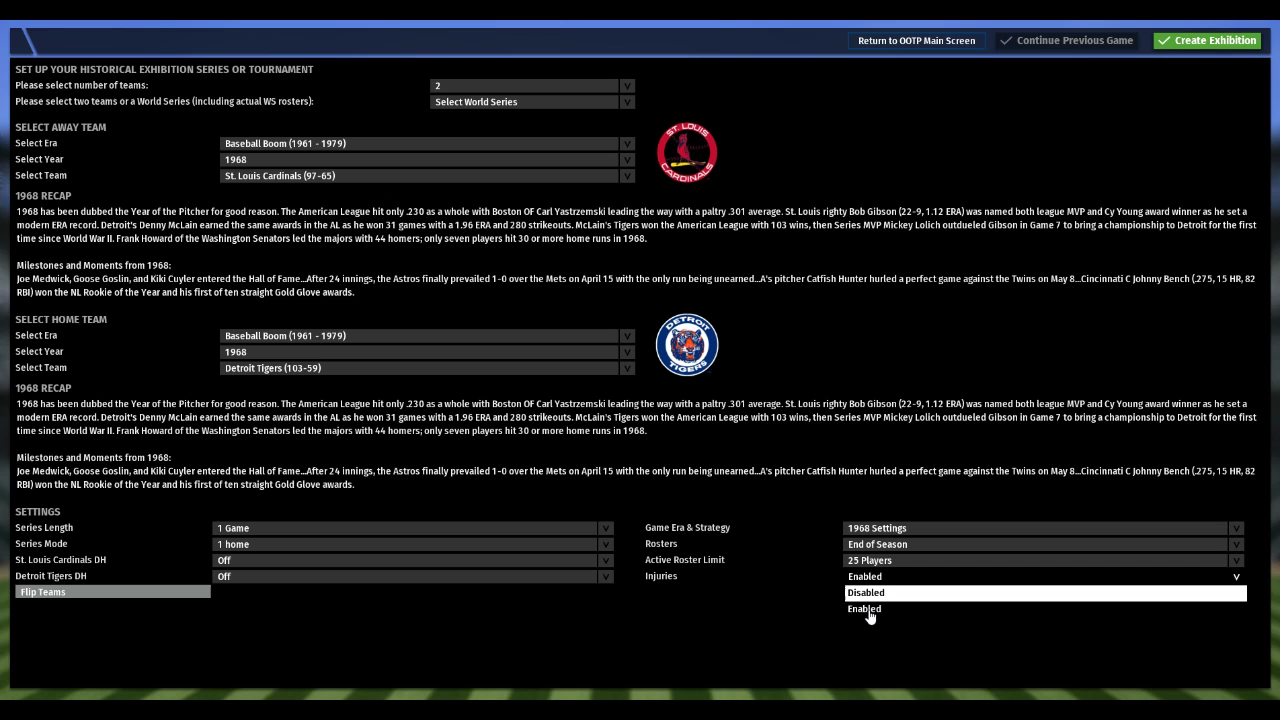 Return to OOTP Main Screen
Continue Previous Game
Create Exhibition
SET UP YOUR HISTORICAL EXHIBITION SERIES OR TOURNAMENT
Please select number of teams: 2
Please select two teams or a World Series (including actual WS rosters): Select World Series
SELECT AWAY TEAM
Select Era Baseball Boom (1961 - 1979)
Select Year 1968
Select Team St. Louis Cardinals (97-65)
ST. LOUIS
CARDINALS
1968 RECAP
1968 has been dubbed the Year of the Pitcher for good reason. The American League hit only .230 as a whole with Boston OF Carl Yastrzemski leading the way with a paltry .301 average. St. Louis righty Bob Gibson (22-9, 1.12 ERA) was named both league MVP and Cy Young award winner as he set a
modern ERA record. Detroit's Denny McLain earned the same awards in the AL as he won 31 games with a 1.96 ERA and 280 strikeouts. McLain's Tigers won the American League with 103 wins, then Series MVP Mickey Lolich outdueled Gibson in Game 7 to bring a championship to Detroit for the first
time since World War II. Frank Howard of the Washington Senators led the majors with 44 homers; only seven players hit 30 or more home runs in 1968.
Milestones and Moments from 1968:
Joe Medwick, Goose Goslin, and Kiki Cuyler entered the Hall of Fame...After 24 innings, the Astros finally prevailed 1-0 over the Mets on April 15 with the only run being unearned...A's pitcher Catfish Hunter hurled a perfect game against the Twins on May 8...Cincinnati C Johnny Bench (.275, 15 HR, 82
RBI) won the NL Rookie of the Year and his first of ten straight Gold Glove awards.
SELECT HOME TEAM
Select Era Baseball Boom (1961 - 1979)
Select Year 1968
Select Team Detroit Tigers (103-59)
DETROIT
TIGERS
1968 RECAP
1968 has been dubbed the Year of the Pitcher for good reason. The American League hit only .230 as a whole with Boston OF Carl Yastrzemski leading the way with a paltry .301 average. St. Louis righty Bob Gibson (22-9, 1.12 ERA) was named both league MVP and Cy Young award winner as he set a
modern ERA record. Detroit's Denny McLain earned the same awards in the AL as he won 31 games with a 1.96 ERA and 280 strikeouts. McLain's Tigers won the American League with 103 wins, then Series MVP Mickey Lolich outdueled Gibson in Game 7 to bring a championship to Detroit for the first
time since World War II. Frank Howard of the Washington Senators led the majors with 44 homers; only seven players hit 30 or more home runs in 1968.
Milestones and Moments from 1968:
Joe Medwick, Goose Goslin, and Kiki Cuyler entered the Hall of Fame...After 24 innings, the Astros finally prevailed 1-0 over the Mets on April 15 with the only run being unearned...A's pitcher Catfish Hunter hurled a perfect game against the Twins on May 8...Cincinnati C Johnny Bench (.275, 15 HR, 82
RBI) won the NL Rookie of the Year and his first of ten straight Gold Glove awards.
SETTINGS
Series Length 1 Game
Series Mode 1 home
St. Louis Cardinals DH Off
Detroit Tigers DH Off
Flip Teams
Game Era & Strategy 1968 Settings
Rosters End of Season
Active Roster Limit 25 Players
Injuries Enabled
Disabled
Enabled